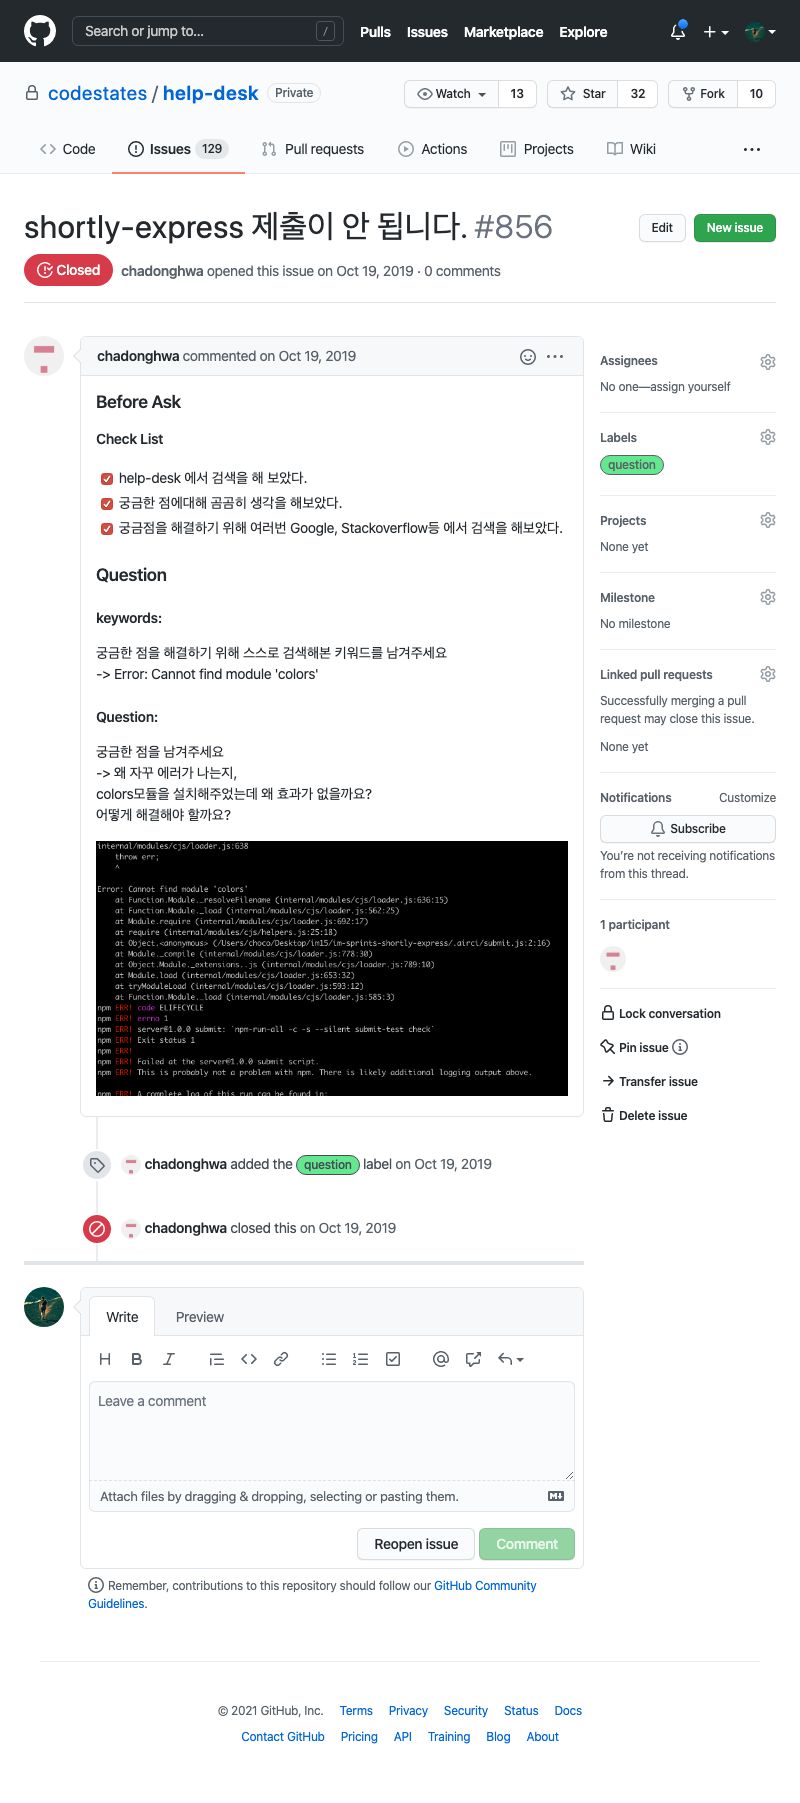 Search or jump to... /
Pulls Issues Marketplace Explore
codestates / help-desk Private
Watch 13 Star 32 Fork 10
Code Issues 129 Pull requests Actions Projects Wiki
shortly-express 제출이 안 됩니다. #856
Edit New issue
Closed chadonghwa opened this issue on Oct 19, 2019 · 0 comments
chadonghwa commented on Oct 19, 2019
Before Ask
Check List
help-desk 에서 검색을 해 보았다.
궁금한 점에대해 곰곰히 생각을 해보았다.
궁금점을 해결하기 위해 여러번 Google, Stackoverflow등 에서 검색을 해보았다.
Question
keywords:
궁금한 점을 해결하기 위해 스스로 검색해본 키워드를 남겨주세요
-> Error: Cannot find module 'colors'
Question:
궁금한 점을 남겨주세요
-> 왜 자꾸 에러가 나는지,
colors모듈을 설치해주었는데 왜 효과가 없을까요?
어떻게 해결해야 할까요?
internal/modules/cjs/loader.js:638
throw err;
^
Error: Cannot find module 'colors'
at Function.Module._resolveFilename (internal/modules/cjs/loader.js:636:15)
at Function.Module._load (internal/modules/cjs/loader.js:562:25)
at Module.require (internal/modules/cjs/loader.js:692:17)
at require (internal/modules/cjs/helpers.js:25:18)
at Object.<anonymous> (/Users/choco/Desktop/im15/im-sprints-shortly-express/.airci/submit.js:2:16)
at Module._compile (internal/modules/cjs/loader.js:778:30)
at Object.Module._extensions..js (internal/modules/cjs/loader.js:789:10)
at Module.load (internal/modules/cjs/loader.js:653:32)
at tryModuleLoad (internal/modules/cjs/loader.js:593:12)
at Function.Module._load (internal/modules/cjs/loader.js:585:3)
npm ERR! code ELIFECYCLE
npm ERR! errno 1
npm ERR! server@1.0.0 submit: `npm-run-all -c -s --silent submit-test check`
npm ERR! Exit status 1
npm ERR!
npm ERR! Failed at the server@1.0.0 submit script.
npm ERR! This is probably not a problem with npm. There is likely additional logging output above.
npm ERR! A complete log of this run can be found in:
chadonghwa added the question label on Oct 19, 2019
chadonghwa closed this on Oct 19, 2019
Assignees
No one—assign yourself
Labels
question
Projects
None yet
Milestone
No milestone
Linked pull requests
Successfully merging a pull
request may close this issue.
None yet
Notifications Customize
Subscribe
You're not receiving notifications
from this thread.
1 participant
Lock conversation
Pin issue
Transfer issue
Delete issue
Write Preview
Leave a comment
Attach files by dragging & dropping, selecting or pasting them.
Reopen issue Comment
Remember, contributions to this repository should follow our GitHub Community
Guidelines.
© 2021 GitHub, Inc. Terms Privacy Security Status Docs
Contact GitHub Pricing API Training Blog About